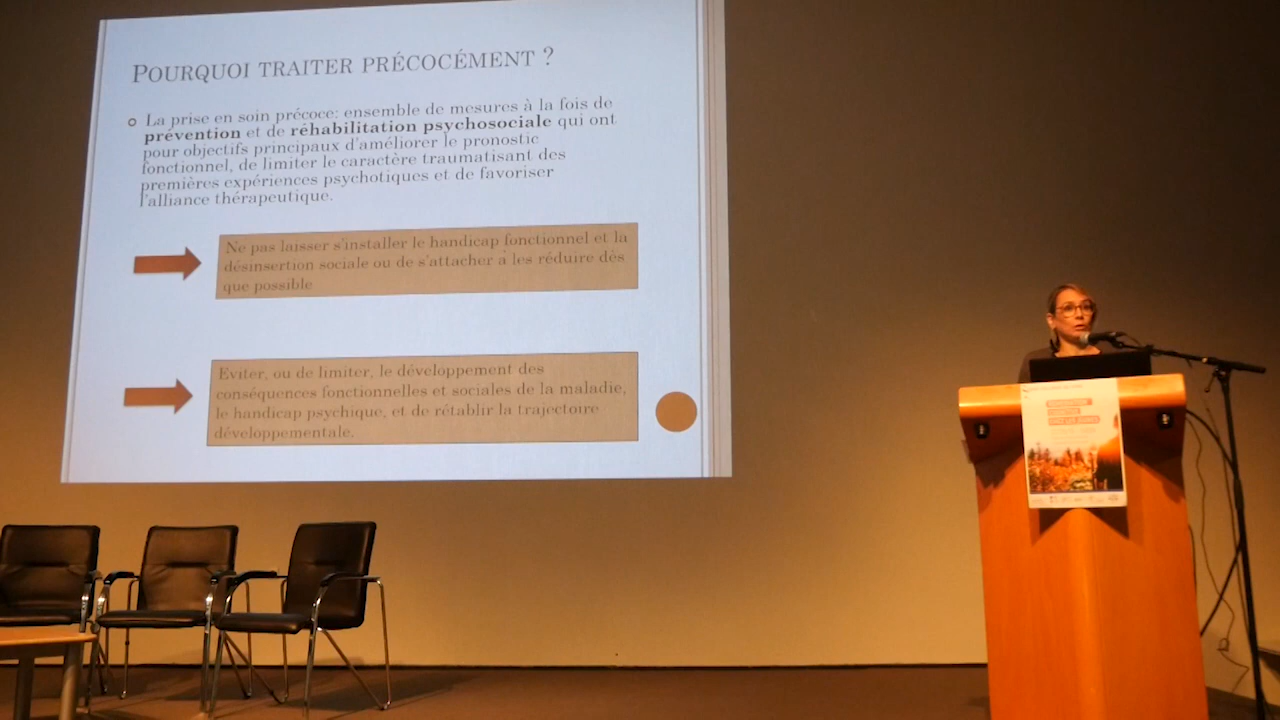 POURQUOI TRAITER PRÉCOCÉMENT ?
La prise en soin précoce: ensemble de mesures à la fois de
prévention et de réhabilitation psychosociale qui ont
pour objectifs principaux d'améliorer le pronostic
fonctionnel, de limiter le caractère traumatisant des
premières expériences psychotiques et de favoriser
l'alliance thérapeutique.
Ne pas laisser s'installer le handicap fonctionnel et la
désinsertion sociale ou de s'attacher à les réduire dès
que possible
Eviter, ou de limiter, le développement des
conséquences fonctionnelles et sociales de la maladie,
le handicap psychique, et de rétablir la trajectoire
développementale.